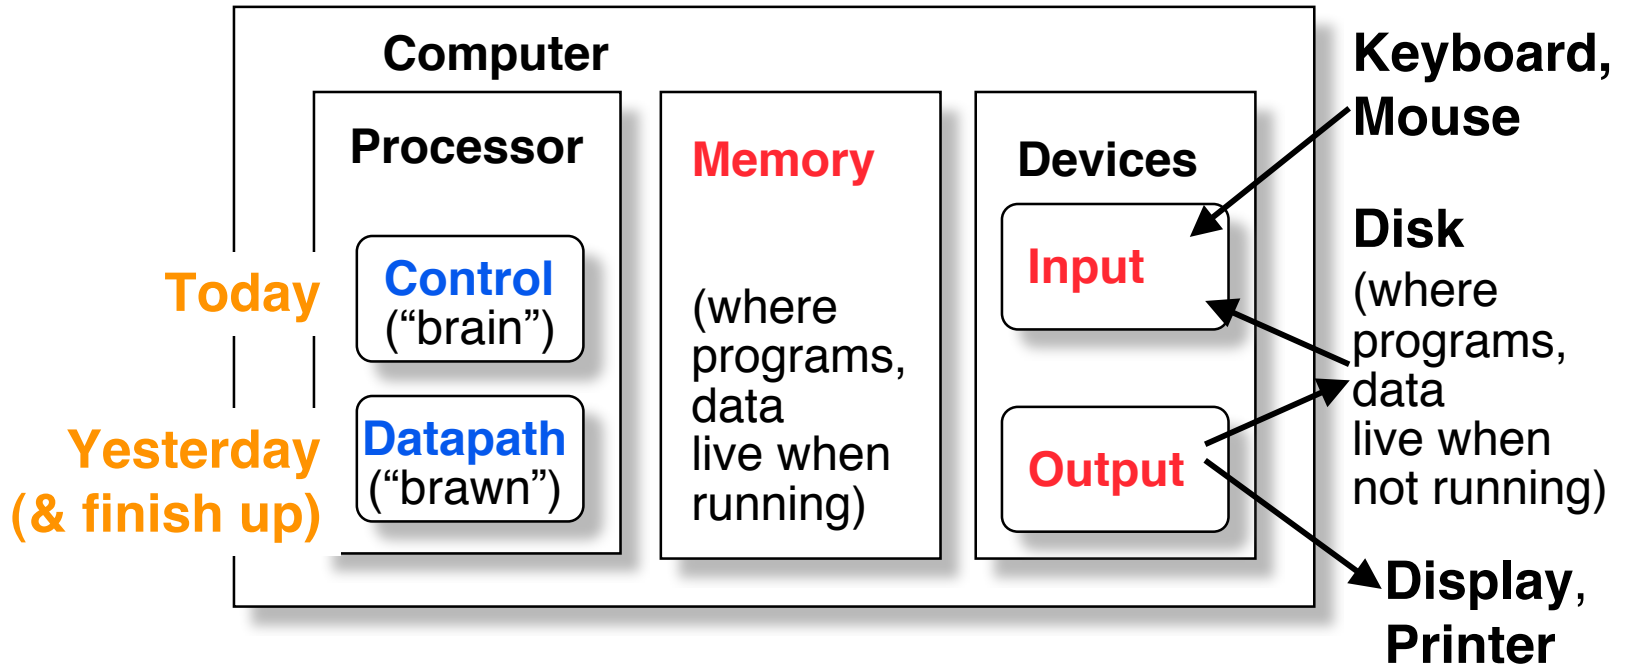 Computer
Processor
Control
(“brain”)
Datapath
(“brawn”)
Today
Yesterday
(& finish up)
Memory
(where
programs,
data
live when
running)
Devices
Input
Output
Keyboard,
Mouse
Disk
(where
programs,
data
live when
not running)
Display,
Printer